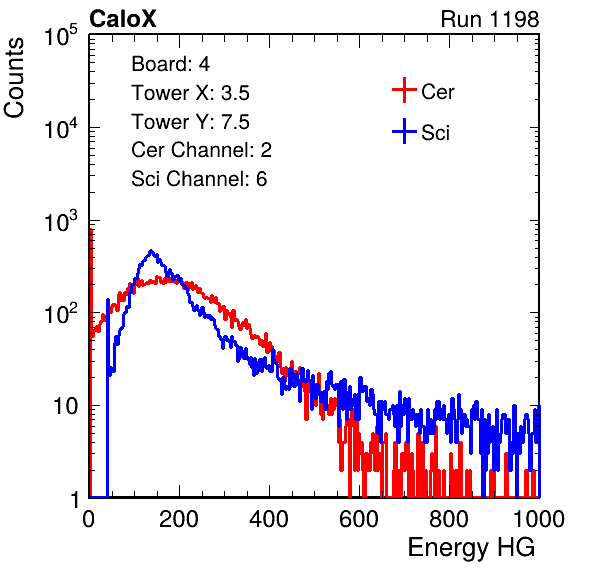 CaloX Run 1198
Counts
10^5
10^4
10^3
10^2
10
1
Board: 4
Tower X: 3.5
Tower Y: 7.5
Cer Channel: 2
Sci Channel: 6
Cer
Sci
0 200 400 600 800 1000
Energy HG